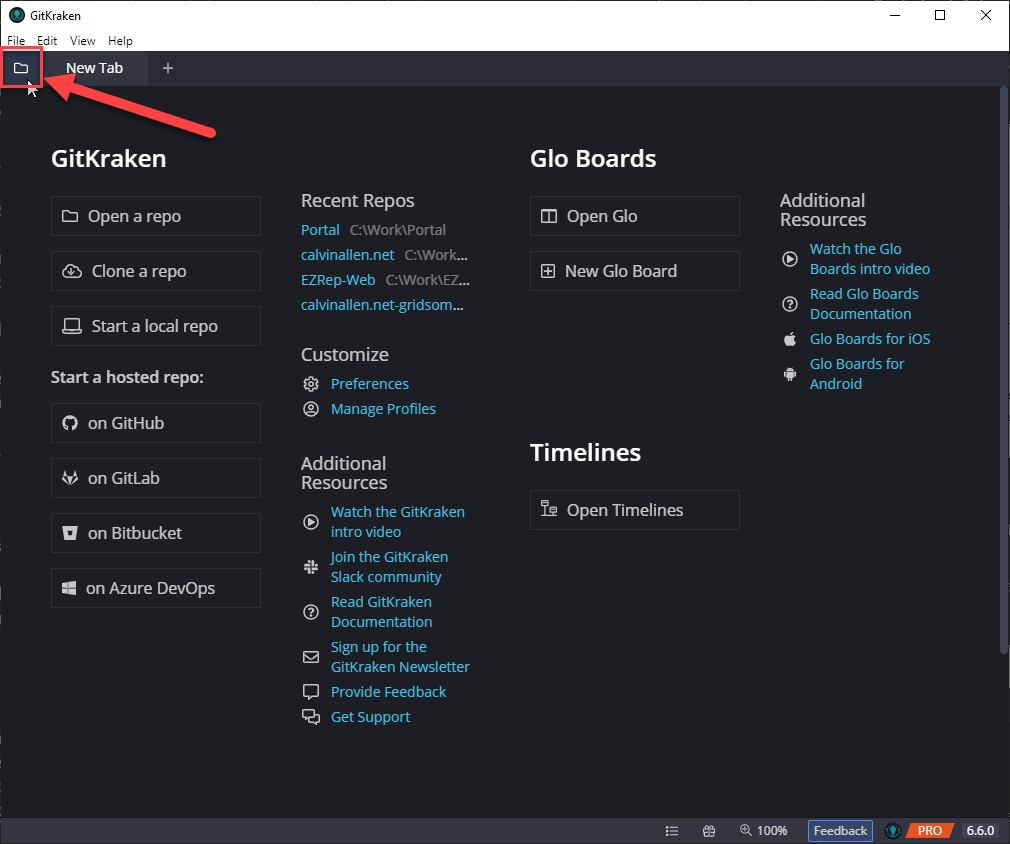 GitKraken
File Edit View Help
New Tab +
GitKraken
Open a repo
Clone a repo
Start a local repo
Start a hosted repo:
on GitHub
on GitLab
on Bitbucket
on Azure DevOps
Recent Repos
Portal C:\Work\Portal
calvinallen.net C:\Work...
EZRep-Web C:\Work\EZ...
calvinallen.net-gridsom...
Customize
Preferences
Manage Profiles
Additional
Resources
Watch the GitKraken
intro video
Join the GitKraken
Slack community
Read GitKraken
Documentation
Sign up for the
GitKraken Newsletter
Provide Feedback
Get Support
Glo Boards
Open Glo
New Glo Board
Additional
Resources
Watch the Glo
Boards intro video
Read Glo Boards
Documentation
Glo Boards for iOS
Glo Boards for
Android
Timelines
Open Timelines
100% Feedback PRO 6.6.0